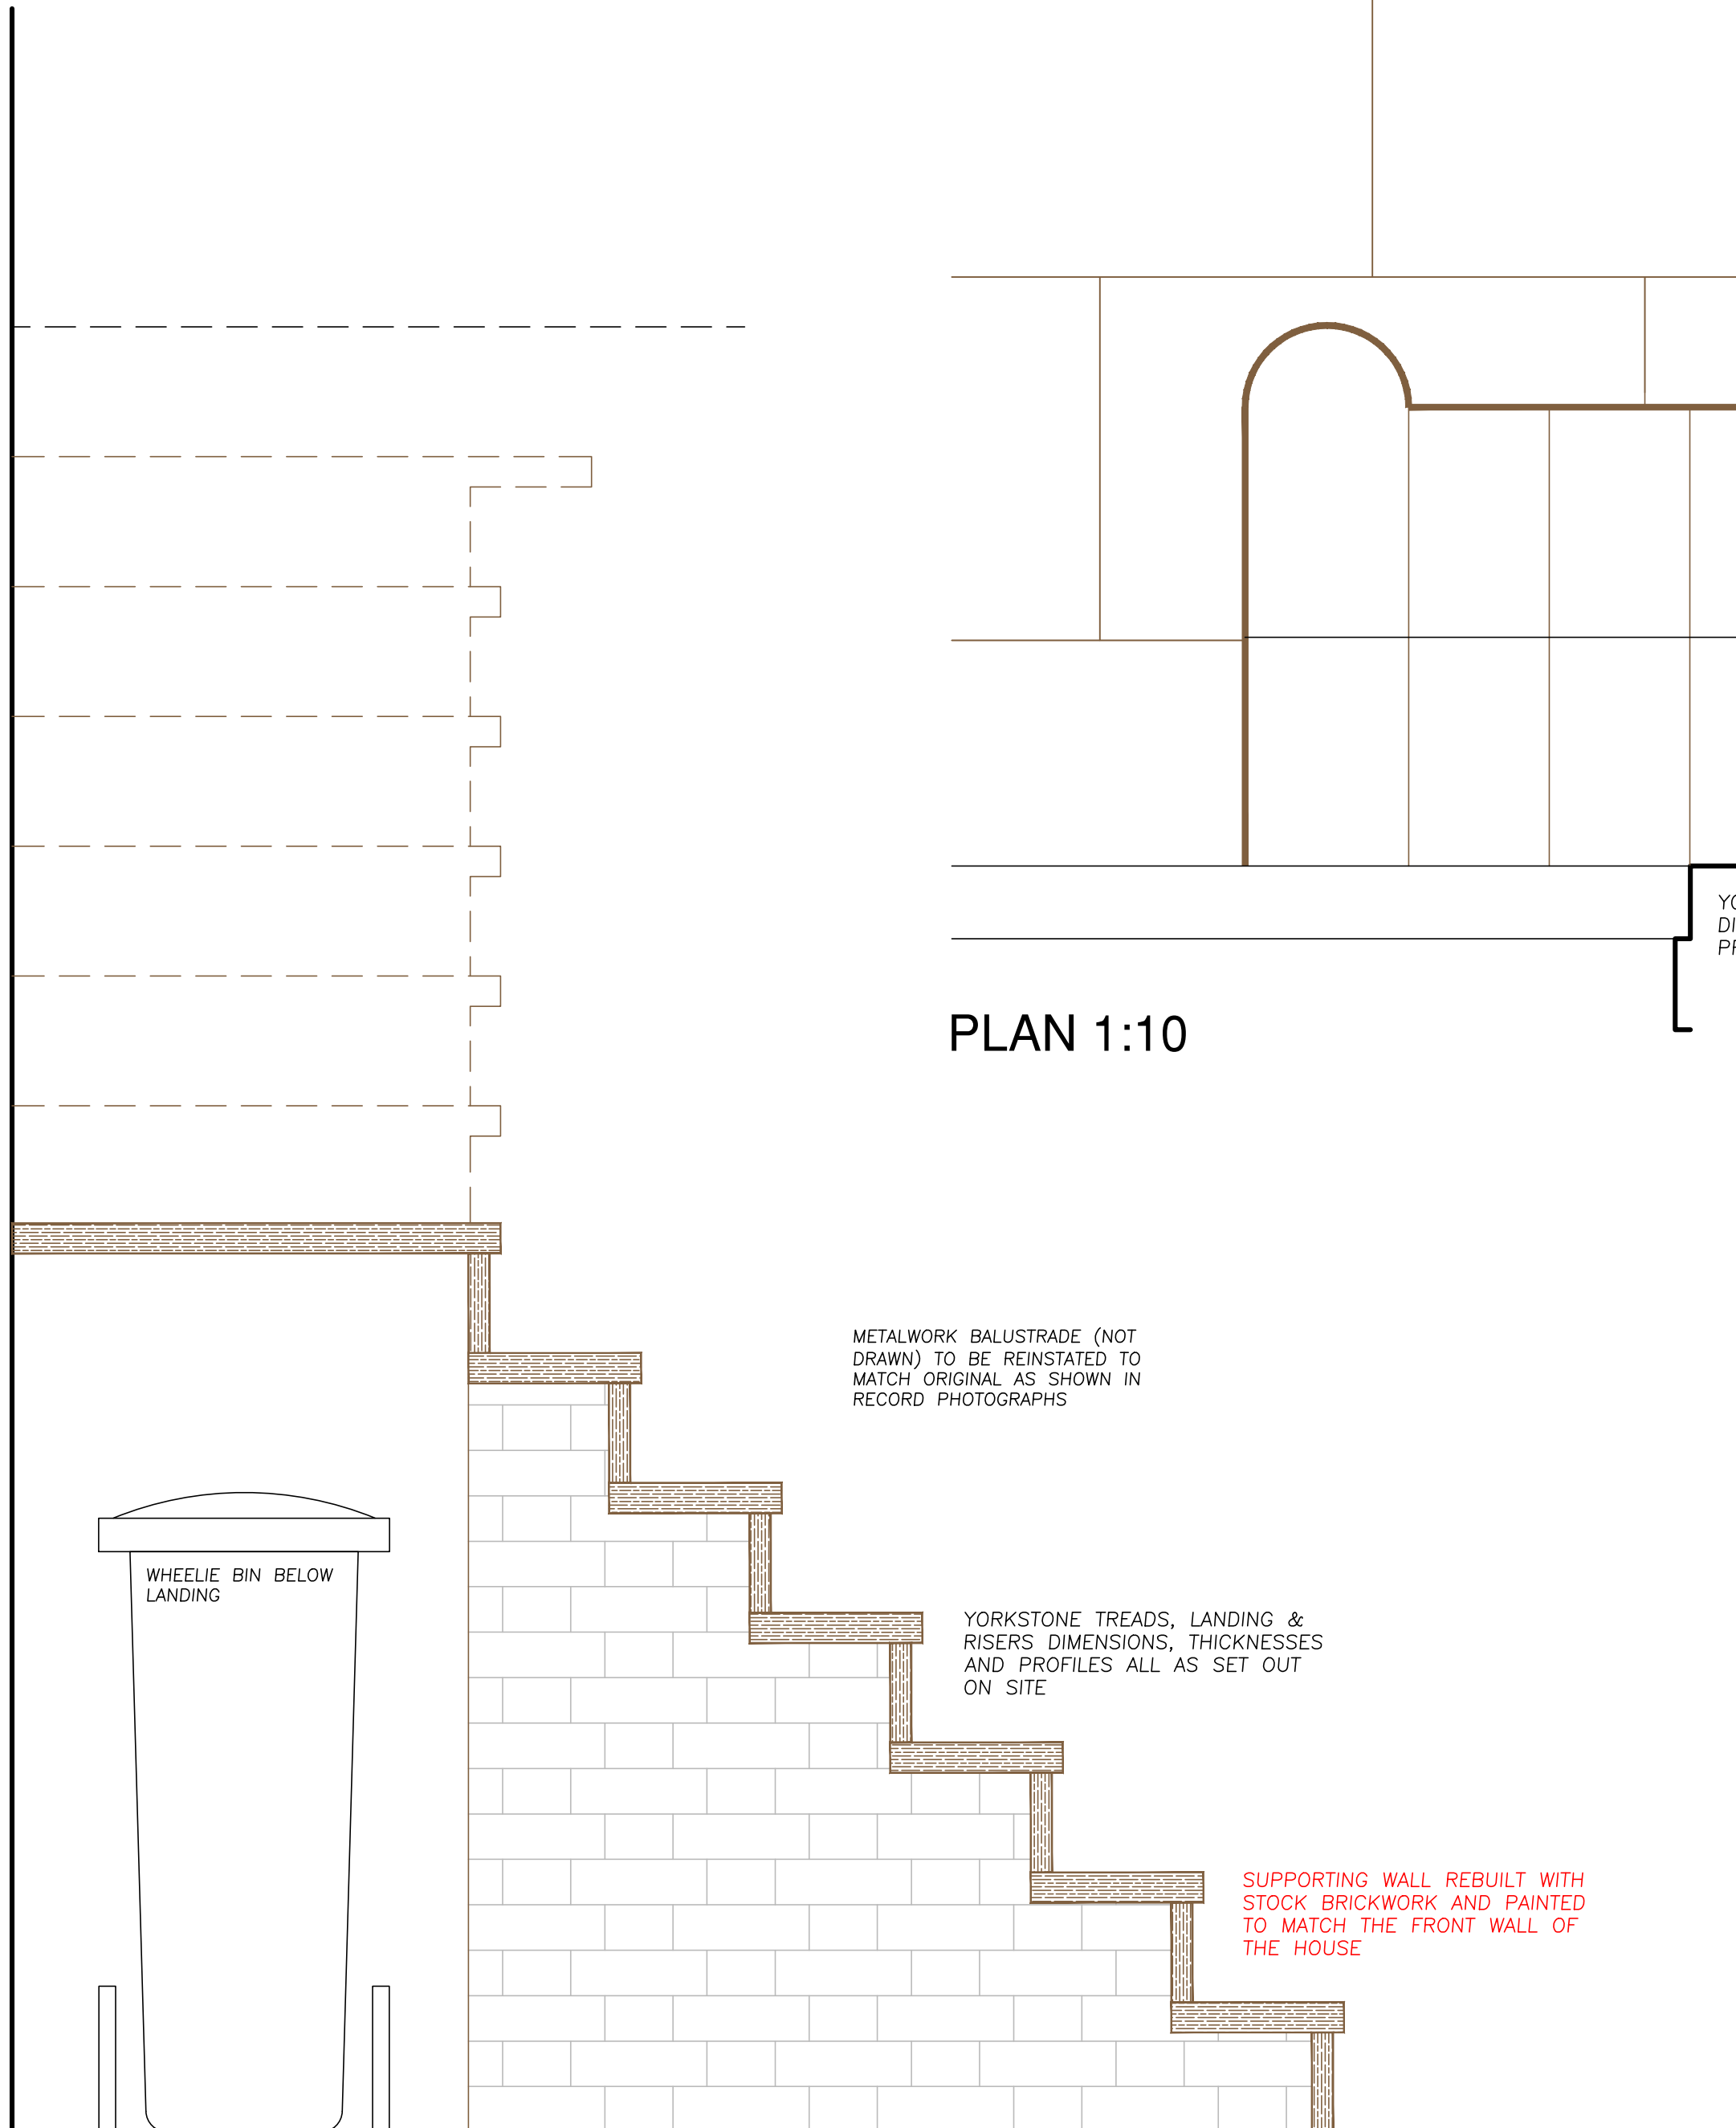 PLAN 1:10
METALWORK BALUSTRADE (NOT
DRAWN) TO BE REINSTATED TO
MATCH ORIGINAL AS SHOWN IN
RECORD PHOTOGRAPHS
WHEELIE BIN BELOW
LANDING
YORKSTONE TREADS, LANDING &
RISERS DIMENSIONS, THICKNESSES
AND PROFILES ALL AS SET OUT
ON SITE
SUPPORTING WALL REBUILT WITH
STOCK BRICKWORK AND PAINTED
TO MATCH THE FRONT WALL OF
THE HOUSE